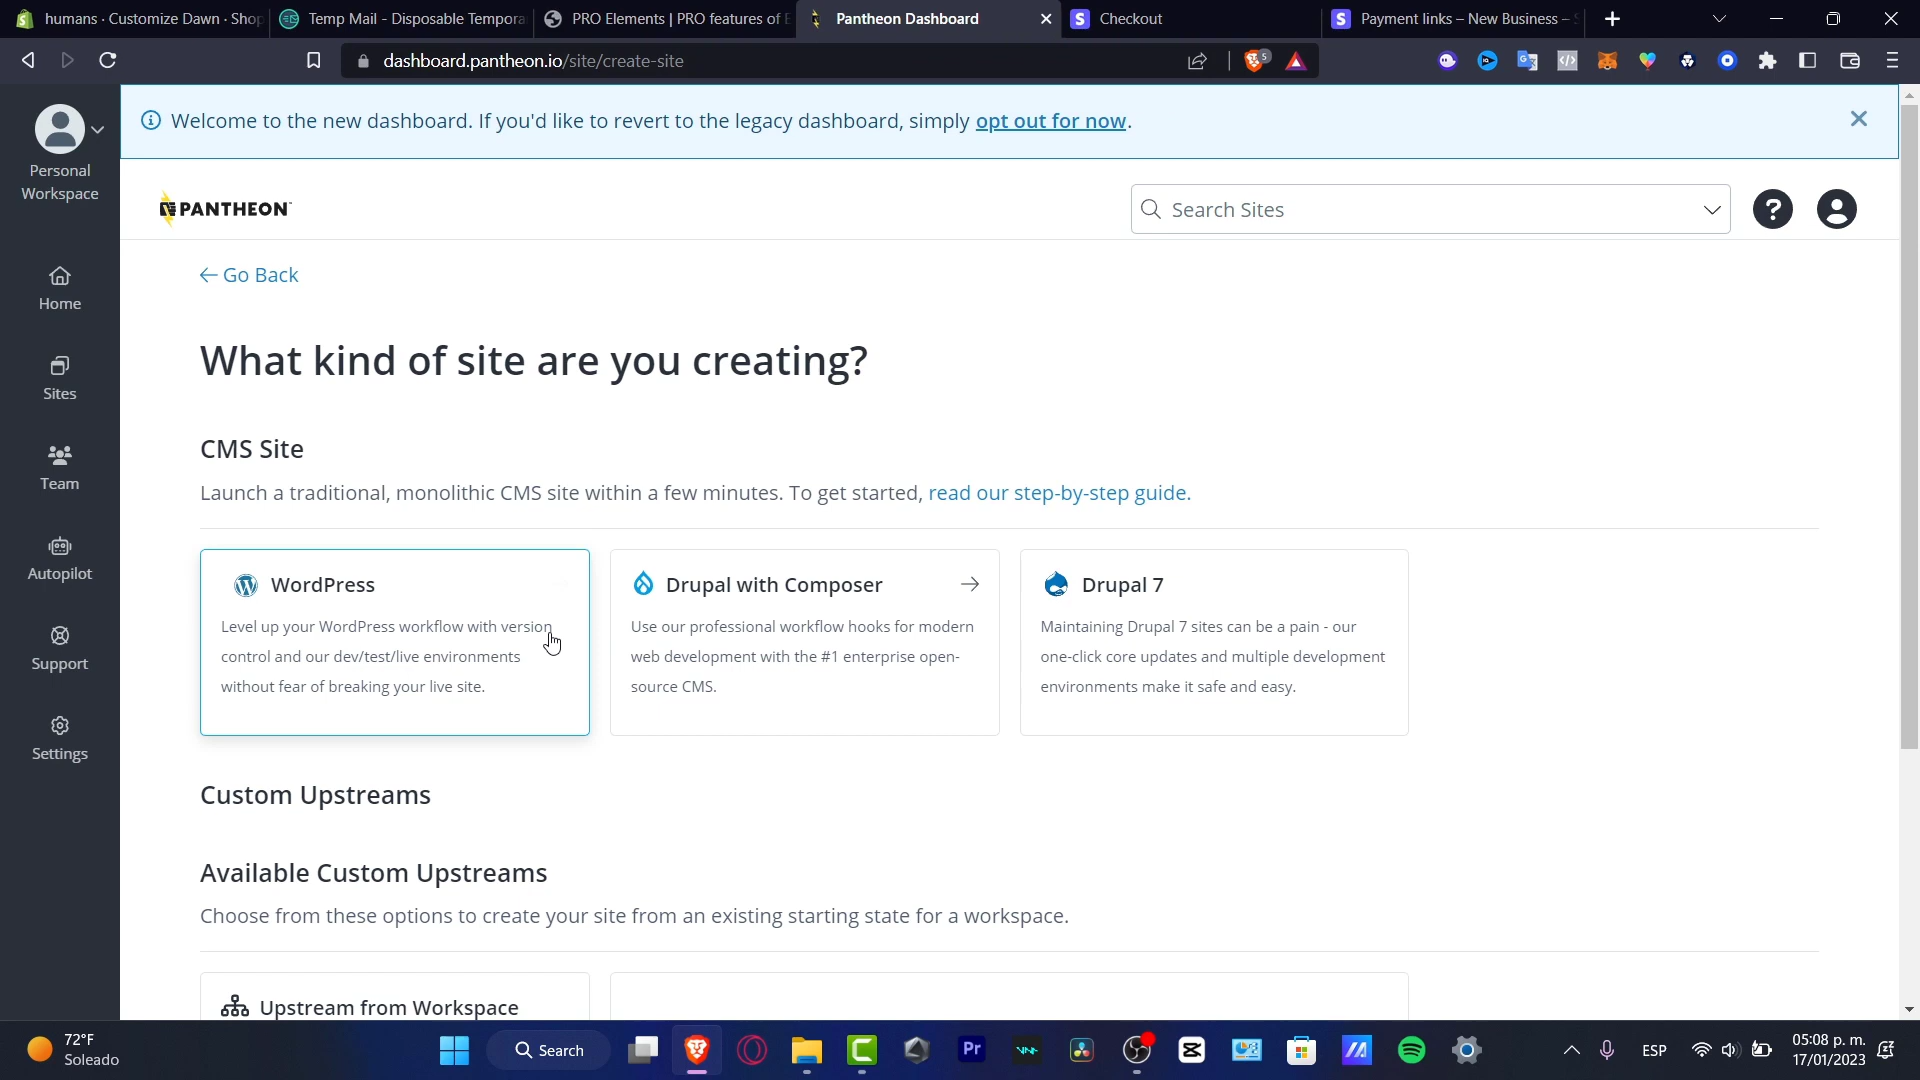 humans · Customize Dawn · Shop
Temp Mail - Disposable Tempora
PRO Elements | PRO features of E
Pantheon Dashboard
Checkout
Payment links – New Business – S
dashboard.pantheon.io/site/create-site
5
Personal
Workspace
Home
Sites
Team
Autopilot
Support
Settings
Welcome to the new dashboard. If you'd like to revert to the legacy dashboard, simply opt out for now.
PANTHEON
Search Sites
?
← Go Back
What kind of site are you creating?
CMS Site
Launch a traditional, monolithic CMS site within a few minutes. To get started, read our step-by-step guide.
WordPress
Level up your WordPress workflow with version
control and our dev/test/live environments
without fear of breaking your live site.
Drupal with Composer
Use our professional workflow hooks for modern
web development with the #1 enterprise open-
source CMS.
Drupal 7
Maintaining Drupal 7 sites can be a pain - our
one-click core updates and multiple development
environments make it safe and easy.
Custom Upstreams
Available Custom Upstreams
Choose from these options to create your site from an existing starting state for a workspace.
Upstream from Workspace
72°F
Soleado
Search
Pr
ESP
05:08 p. m.
17/01/2023